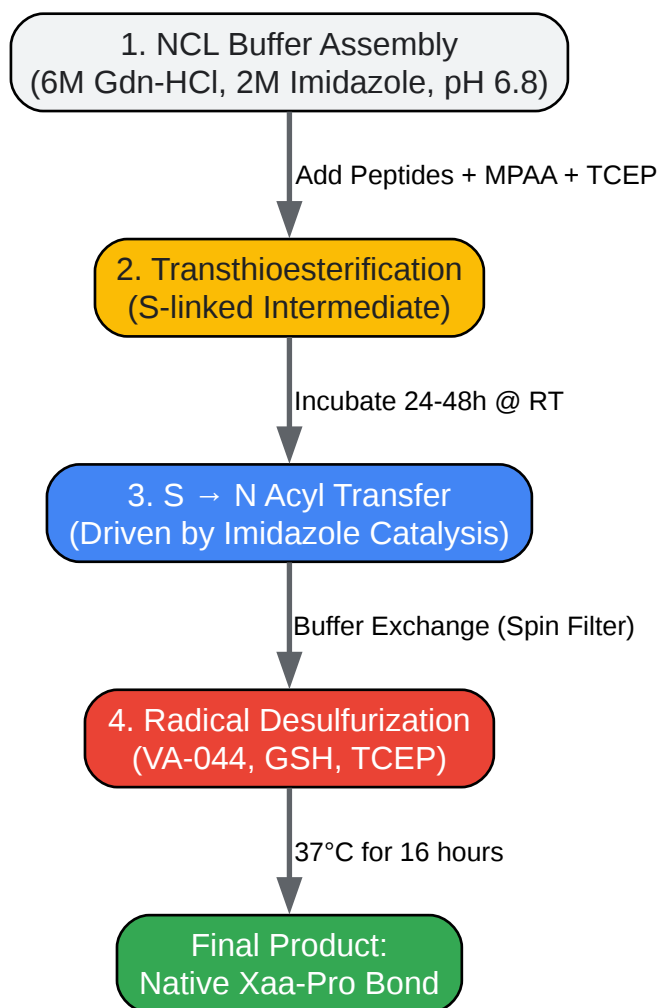 1. NCL Buffer Assembly
(6M Gdn-HCl, 2M Imidazole, pH 6.8)
Add Peptides + MPAA + TCEP
2. Transthioesterification
(S-linked Intermediate)
Incubate 24-48h @ RT
3. S → N Acyl Transfer
(Driven by Imidazole Catalysis)
Buffer Exchange (Spin Filter)
4. Radical Desulfurization
(VA-044, GSH, TCEP)
37°C for 16 hours
Final Product:
Native Xaa-Pro Bond